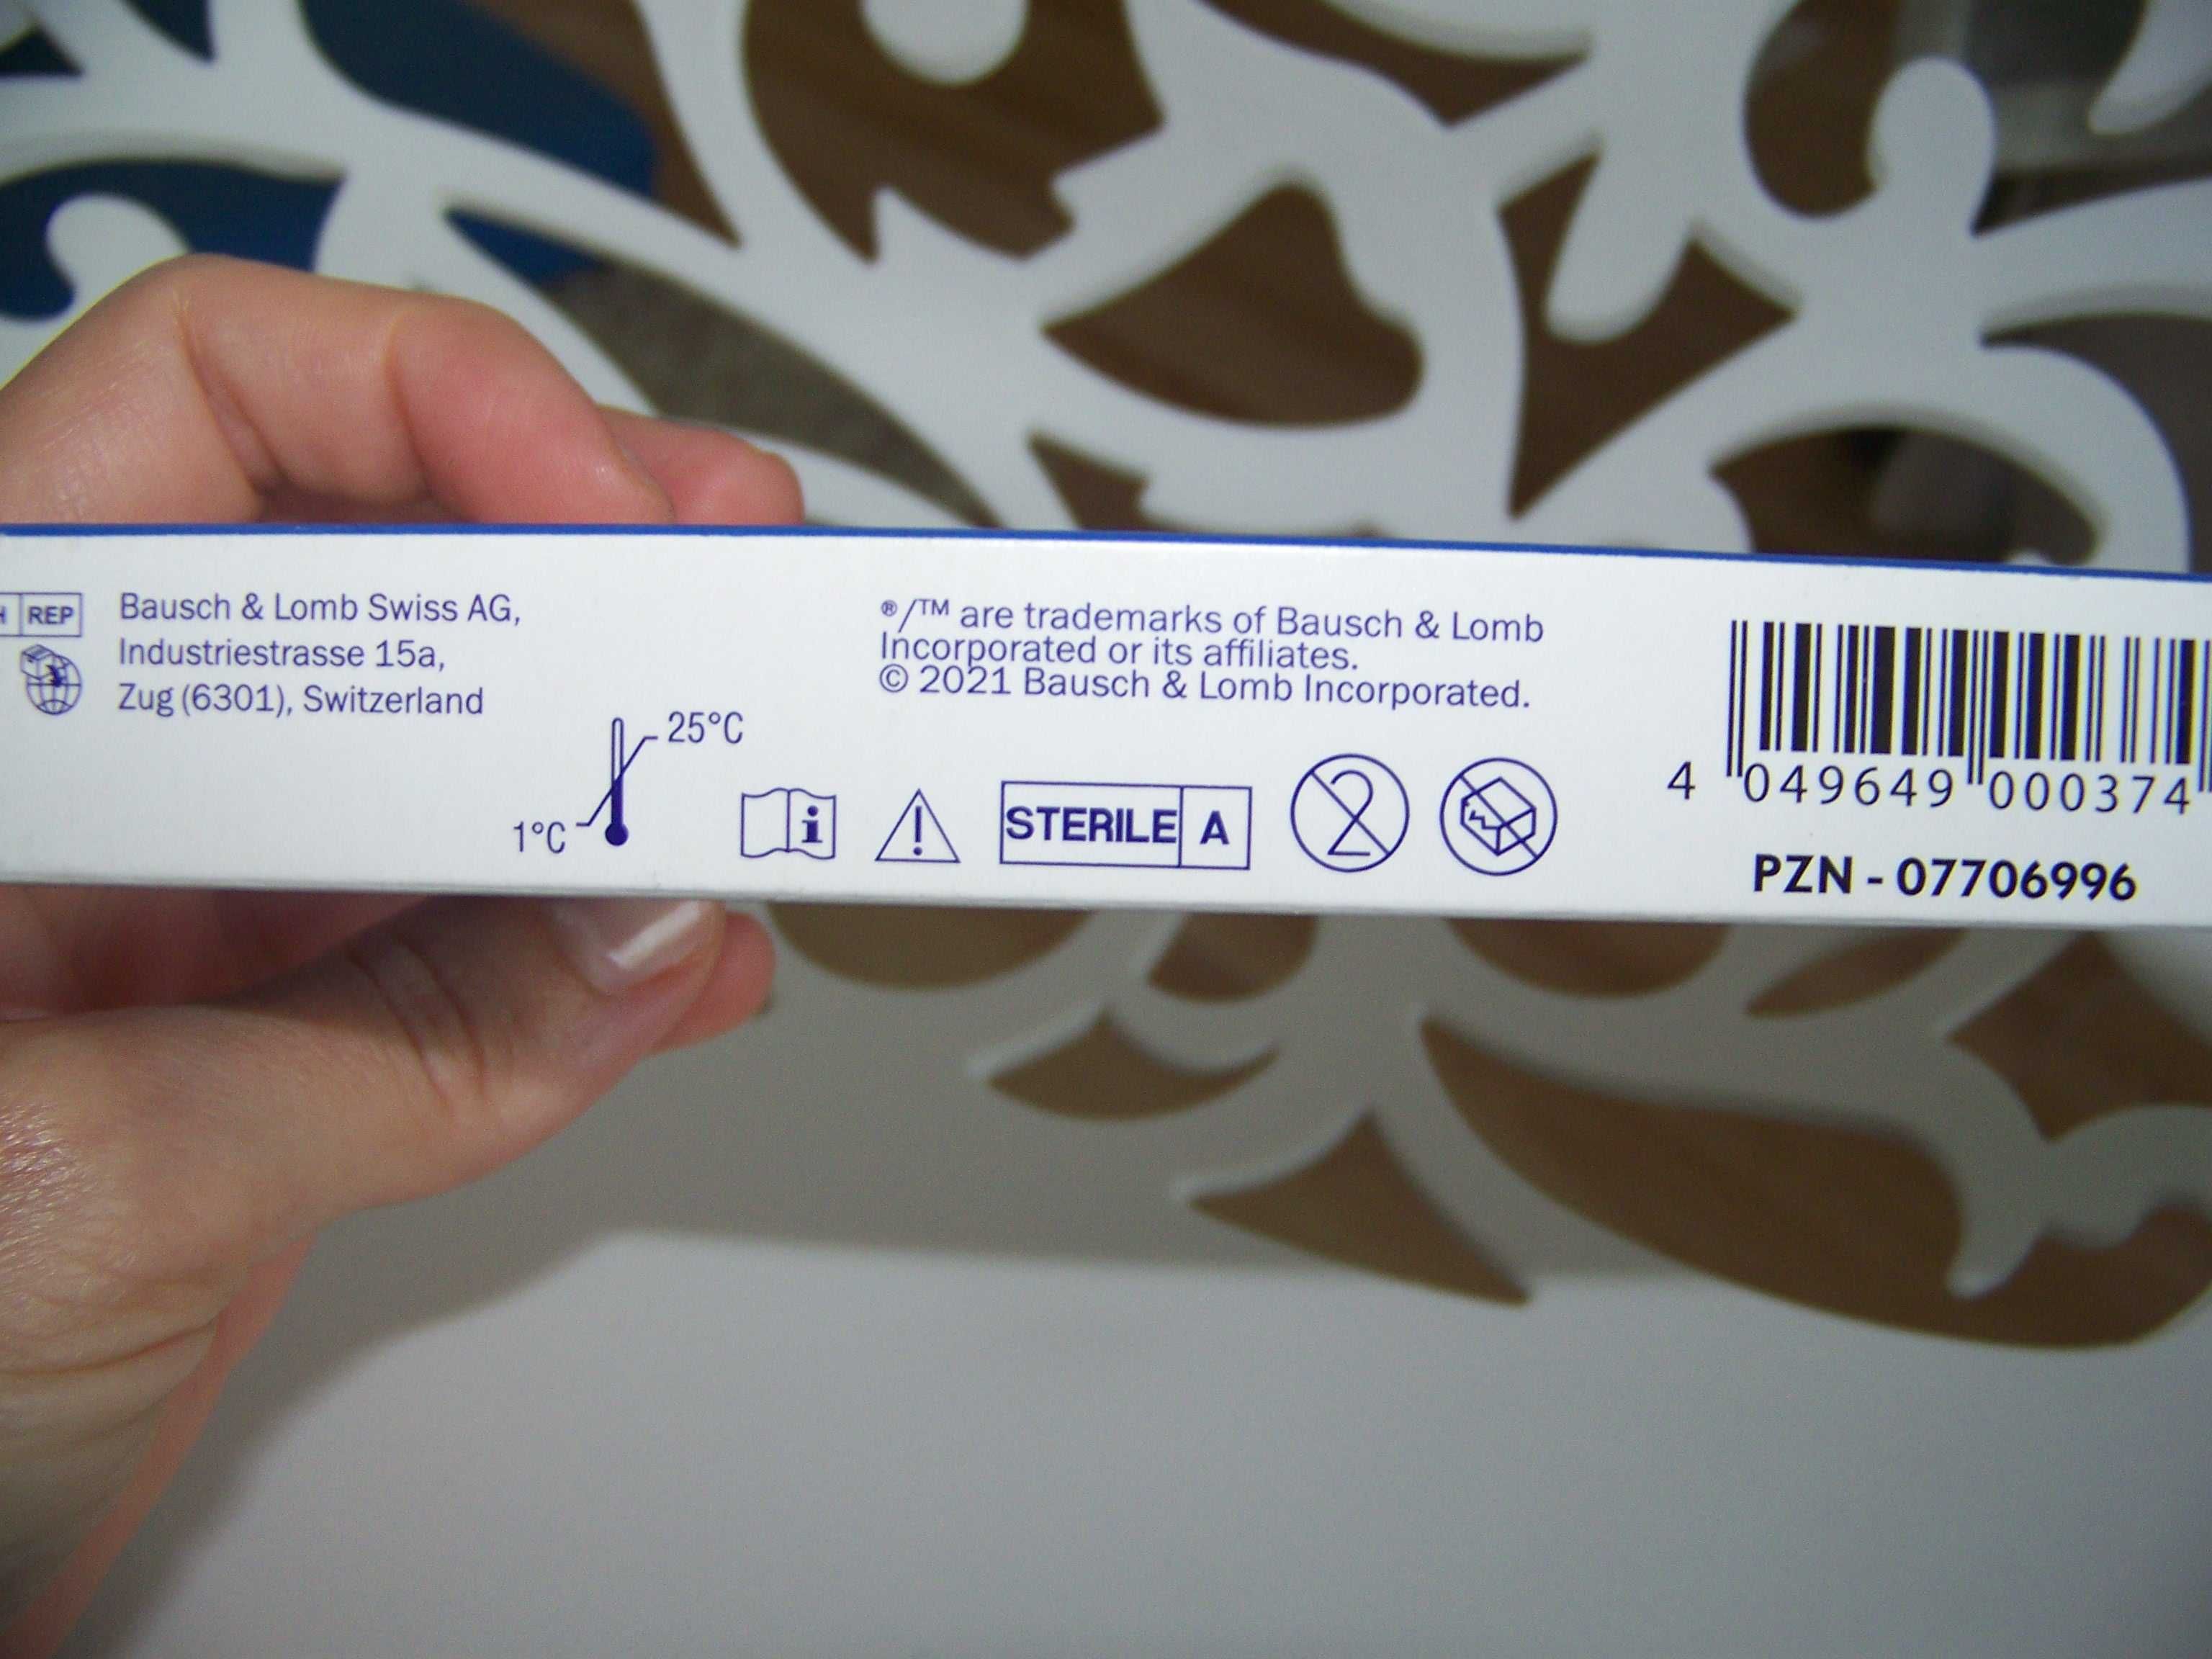 REP
Bausch & Lomb Swiss AG,
Industriestrasse 15a,
Zug (6301), Switzerland
25°C
1°C
®/™ are trademarks of Bausch & Lomb
Incorporated or its affiliates.
© 2021 Bausch & Lomb Incorporated.
i
!
STERILE A
2
4 049649 000374
PZN - 07706996